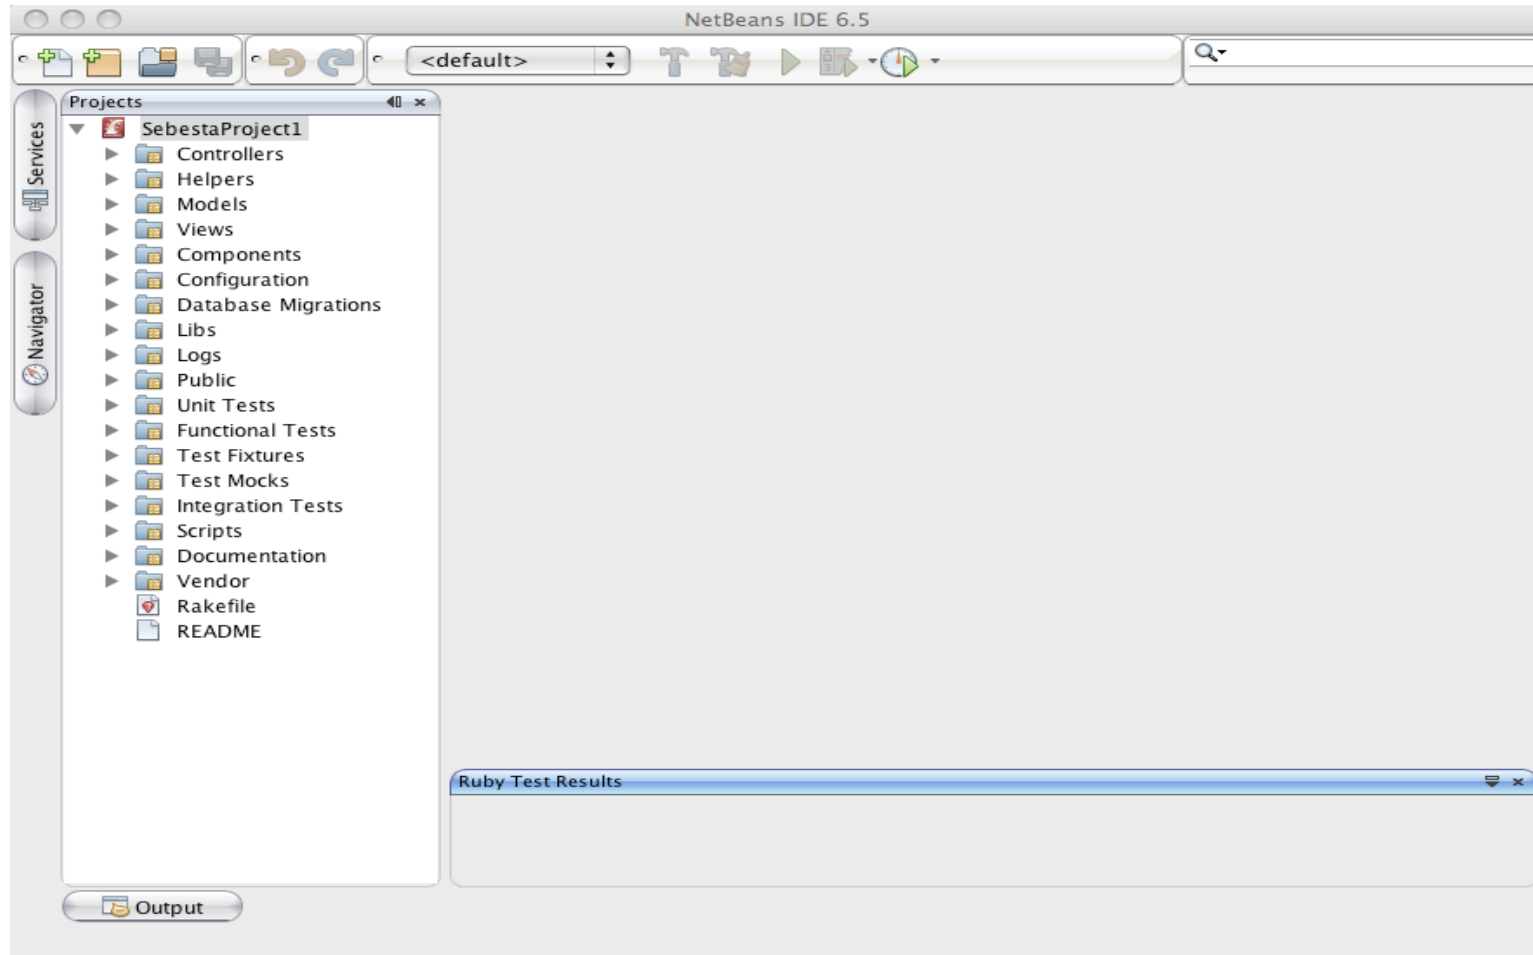 NetBeans IDE 6.5
<default>
Projects
Services
Navigator
SebestaProject1
Controllers
Helpers
Models
Views
Components
Configuration
Database Migrations
Libs
Logs
Public
Unit Tests
Functional Tests
Test Fixtures
Test Mocks
Integration Tests
Scripts
Documentation
Vendor
Rakefile
README
Ruby Test Results
Output